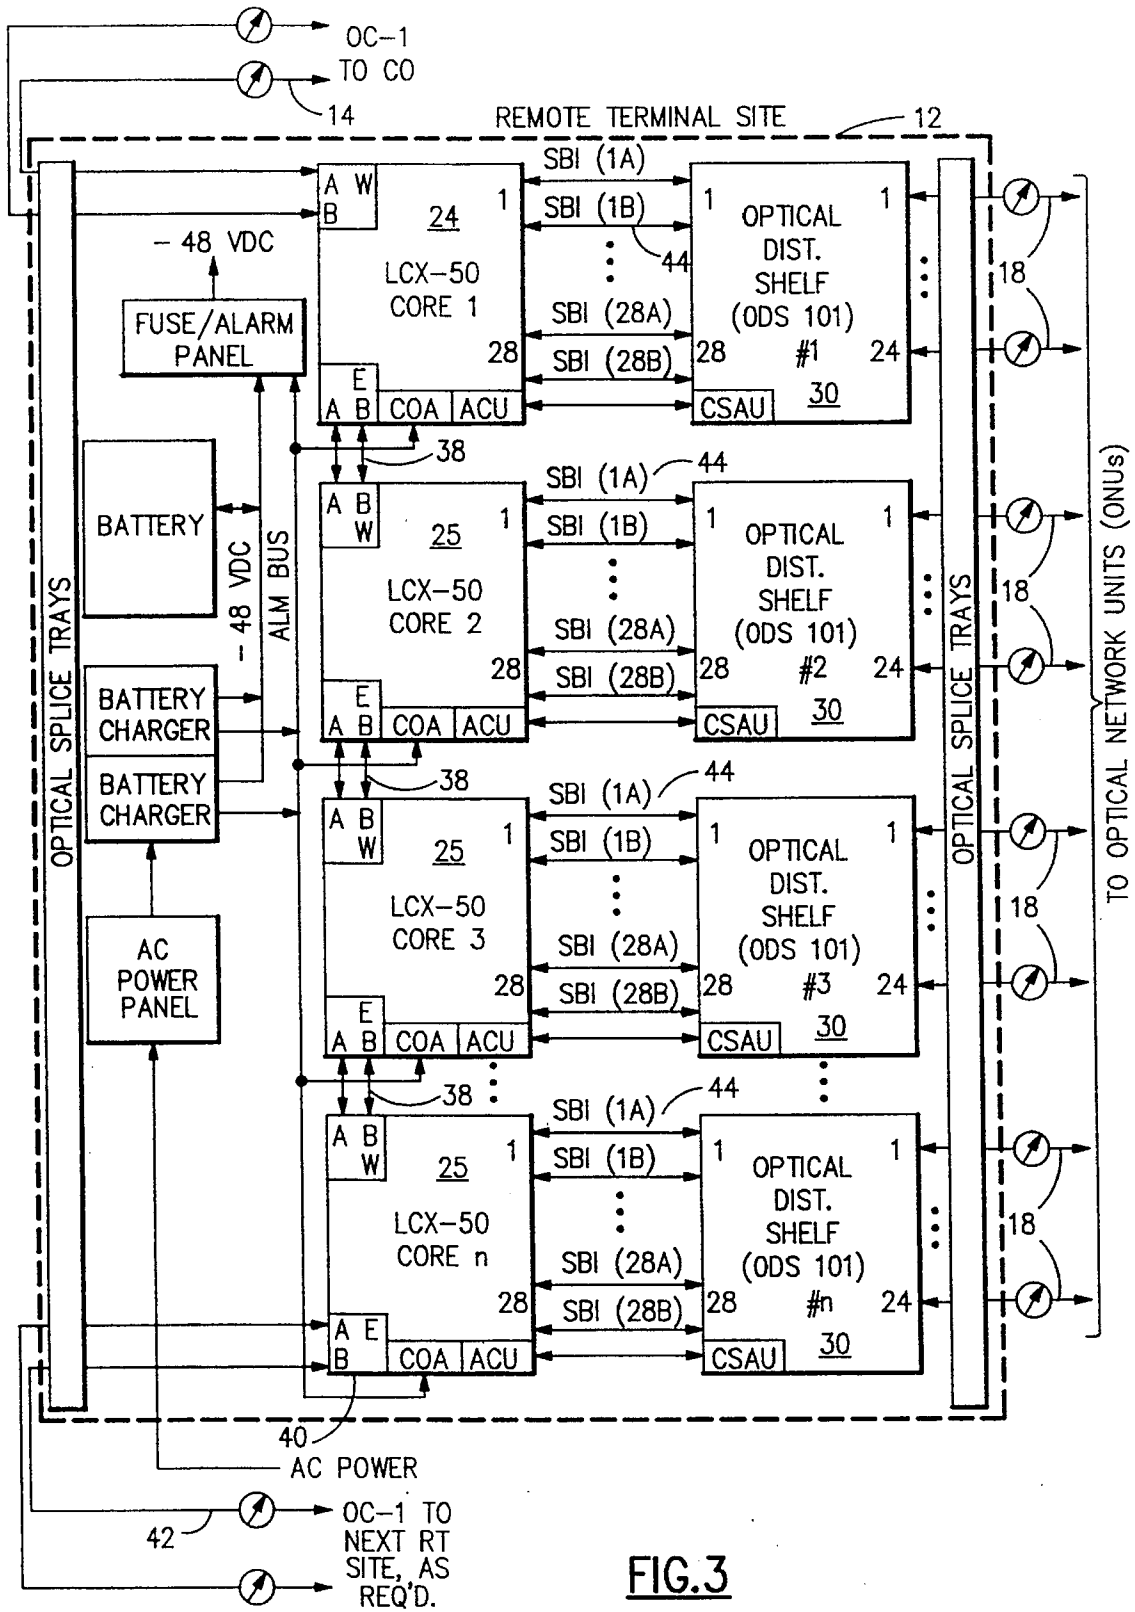 OC-1
TO CO
14
REMOTE TERMINAL SITE
12
OPTICAL SPLICE TRAYS
- 48 VDC
FUSE/ALARM
PANEL
BATTERY
- 48 VDC
ALM BUS
BATTERY
CHARGER
BATTERY
CHARGER
AC
POWER
PANEL
A W
B
24
1
LCX-50
CORE 1
28
E
A B
COA
ACU
SBI (1A)
SBI (1B)
44
SBI (28A)
SBI (28B)
1
OPTICAL
DIST.
SHELF
(ODS 101)
#1
28
30
CSAU
1
24
18
38
A B
W
25
1
LCX-50
CORE 2
28
E
A B
COA
ACU
SBI (1A)
44
SBI (1B)
SBI (28A)
SBI (28B)
1
OPTICAL
DIST.
SHELF
(ODS 101)
#2
28
30
CSAU
1
24
18
38
A B
W
25
1
LCX-50
CORE 3
28
E
A B
COA
ACU
SBI (1A)
44
SBI (1B)
SBI (28A)
SBI (28B)
1
OPTICAL
DIST.
SHELF
(ODS 101)
#3
28
30
CSAU
1
24
18
38
A B
W
25
1
LCX-50
CORE n
28
A E
B
COA
ACU
SBI (1A)
44
SBI (1B)
SBI (28A)
SBI (28B)
1
OPTICAL
DIST.
SHELF
(ODS 101)
#n
28
30
CSAU
1
24
18
OPTICAL SPLICE TRAYS
TO OPTICAL NETWORK UNITS (ONUs)
40
AC POWER
42
OC-1 TO
NEXT RT
SITE, AS
REQ'D.
FIG.3